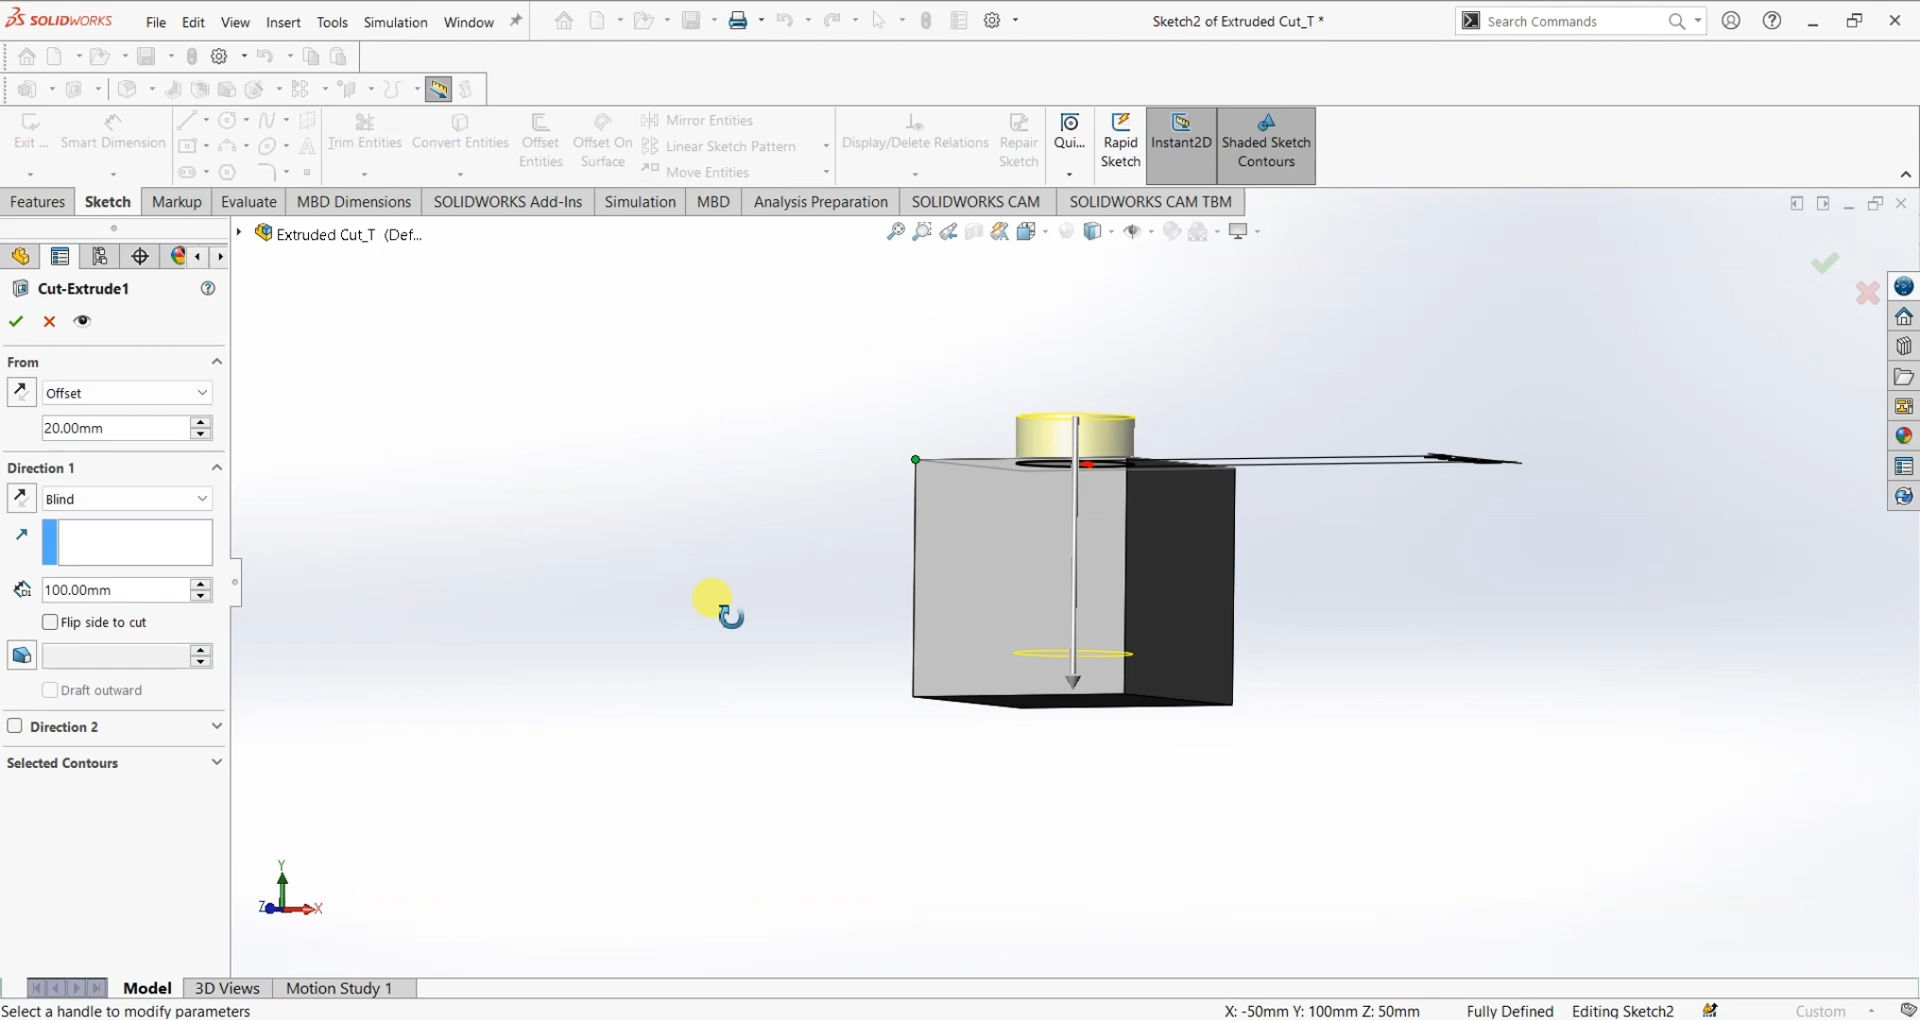 SOLIDWORKS File Edit View Insert Tools Simulation Window Sketch2 of Extruded Cut_T * Search Commands
Exit ... Smart Dimension Trim Entities Convert Entities Offset Entities Offset On Surface Mirror Entities Linear Sketch Pattern Move Entities Display/Delete Relations Repair Sketch Qui... Rapid Sketch Instant2D Shaded Sketch Contours
Features Sketch Markup Evaluate MBD Dimensions SOLIDWORKS Add-Ins Simulation MBD Analysis Preparation SOLIDWORKS CAM SOLIDWORKS CAM TBM
Extruded Cut_T (Def...
Cut-Extrude1
From
Offset
20.00mm
Direction 1
Blind
D1 100.00mm
Flip side to cut
Draft outward
Direction 2
Selected Contours
Y
Z X
Model 3D Views Motion Study 1
Select a handle to modify parameters X: -50mm Y: 100mm Z: 50mm Fully Defined Editing Sketch2 Custom